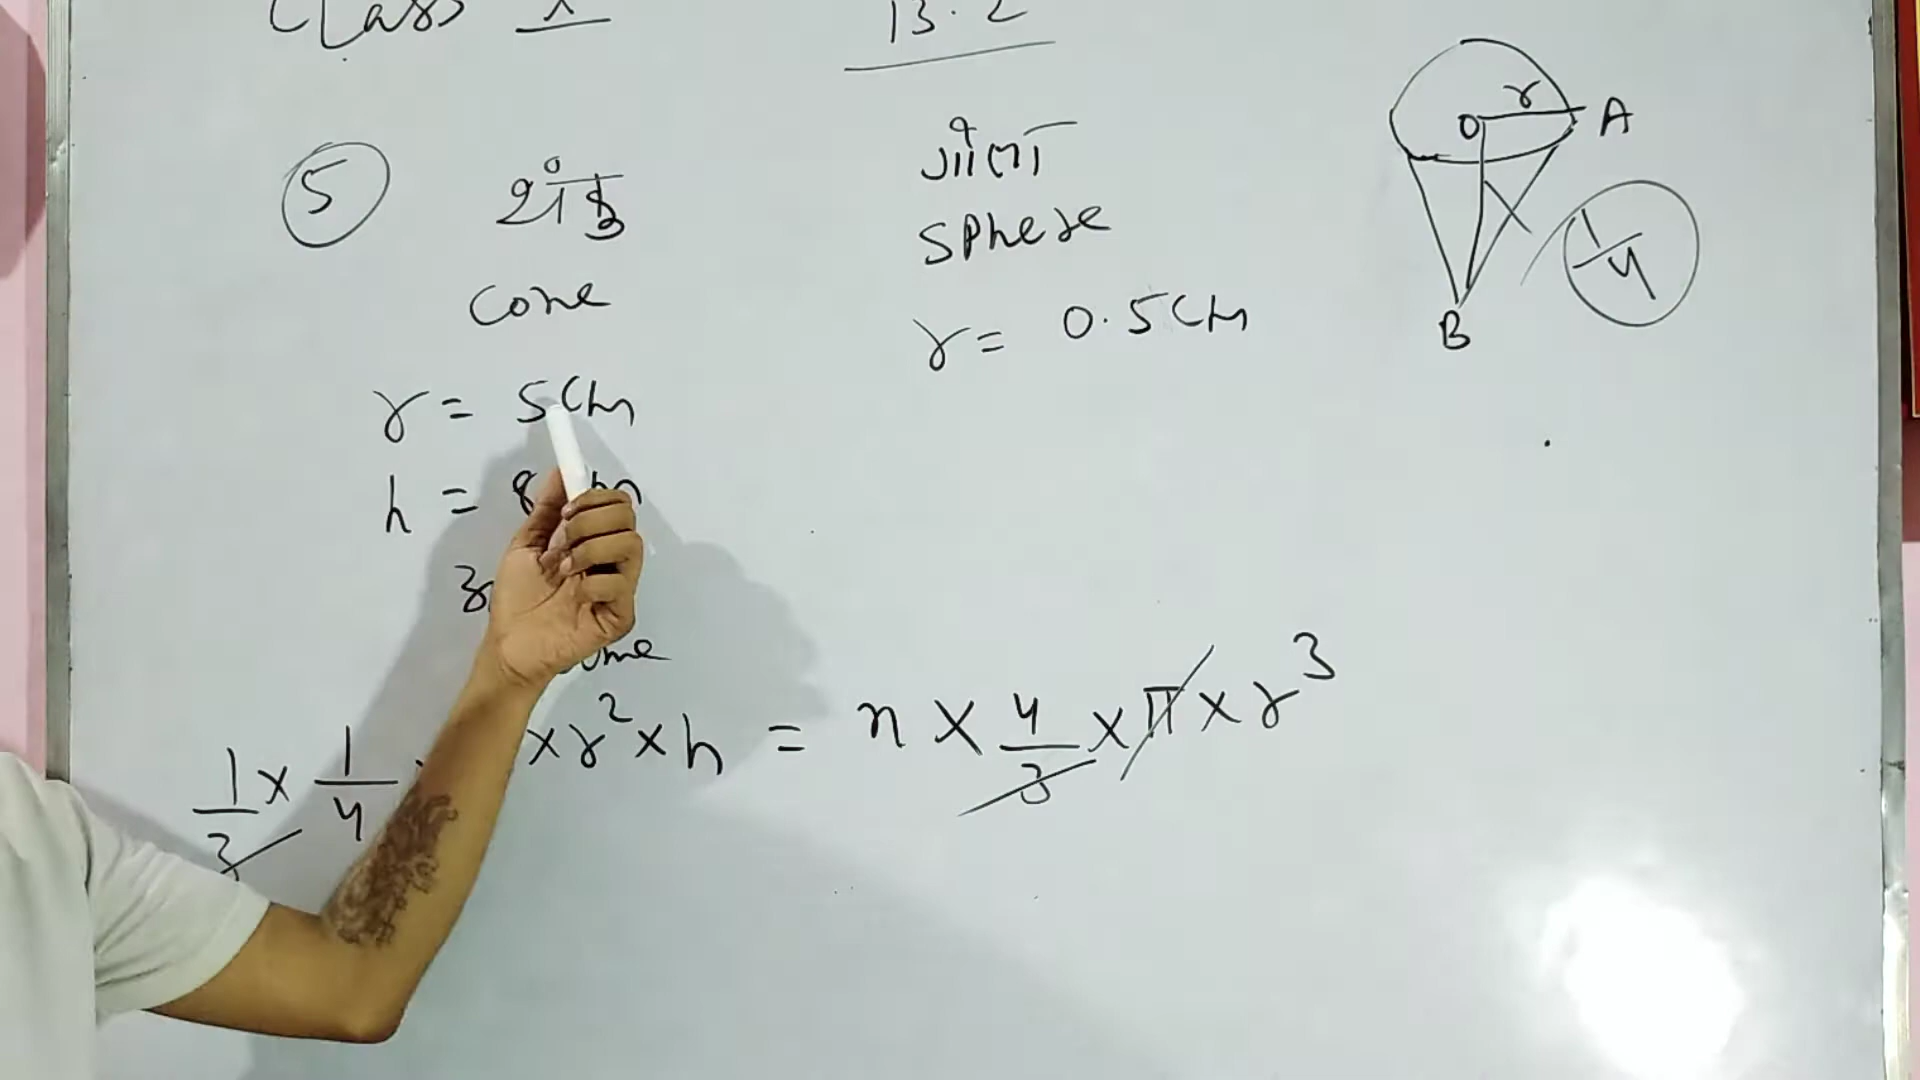 Class X
13.2
5
शंकु
cone
r = 5cm
h = 8
गोला
sphere
r = 0.5cm
O r A
B
1/4
1/3 × 1/4 × r² × h = n × 4/3 × π × r³